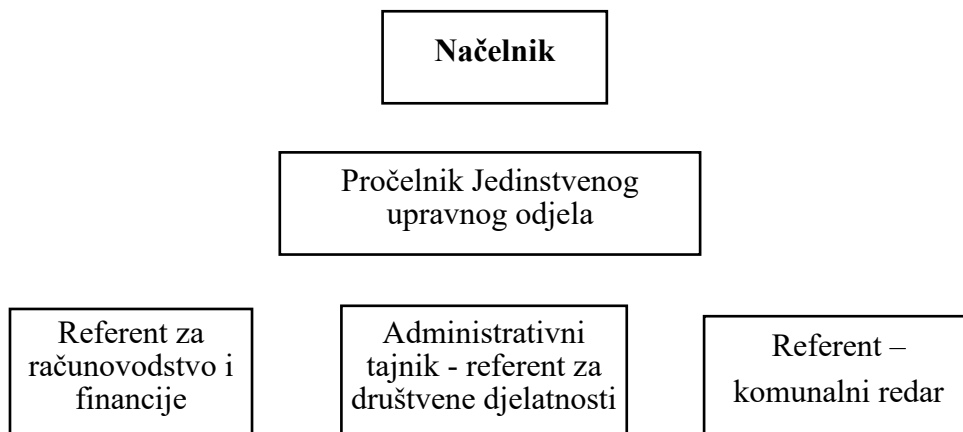 Načelnik
Pročelnik Jedinstvenog
upravnog odjela
Referent za
računovodstvo i
financije
Administrativni
tajnik - referent za
društvene djelatnosti
Referent –
komunalni redar